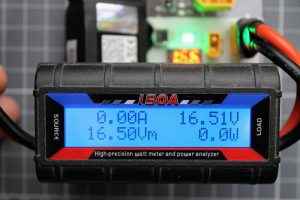 150A
0.00A 16.51V
16.50Vm 0.0W
SOURCE
LOAD
High-precision watt meter and power analyzer